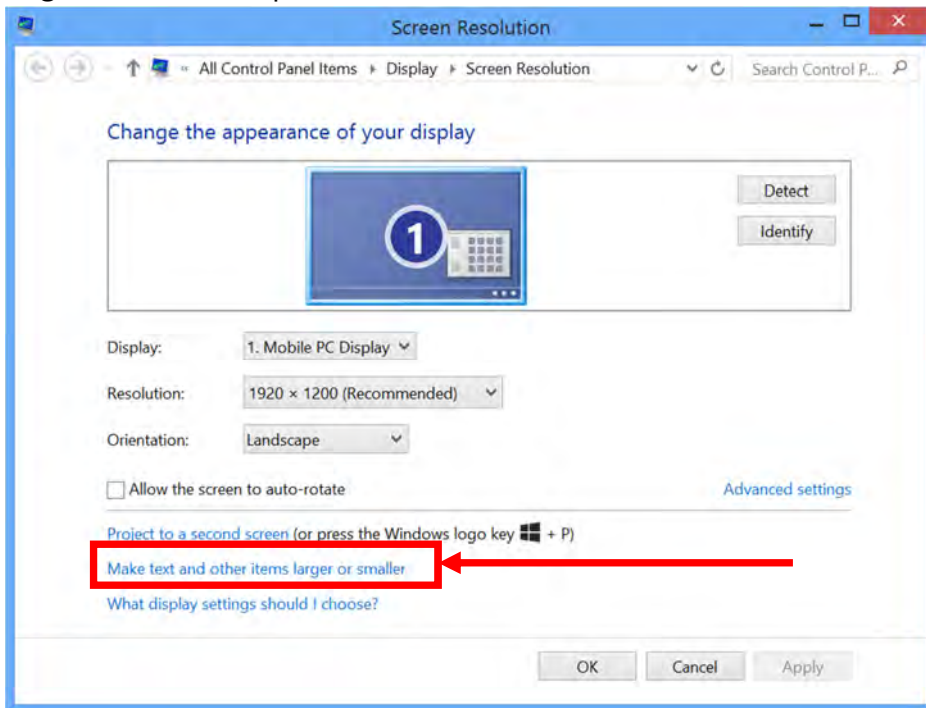 Screen Resolution
All Control Panel Items Display Screen Resolution Search Control P...
Change the appearance of your display
1
Detect
Identify
Display: 1. Mobile PC Display
Resolution: 1920 × 1200 (Recommended)
Orientation: Landscape
Allow the screen to auto-rotate Advanced settings
Project to a second screen (or press the Windows logo key + P)
Make text and other items larger or smaller
What display settings should I choose?
OK Cancel Apply